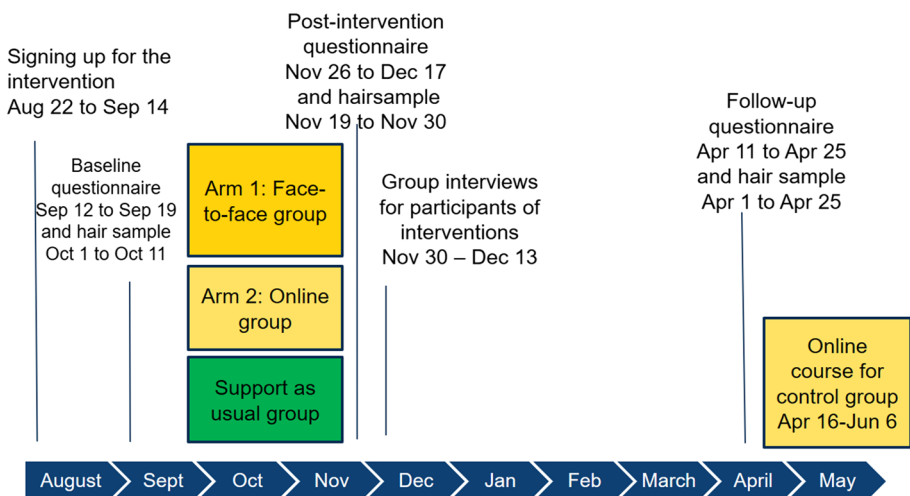 Signing up for the
intervention
Aug 22 to Sep 14
Baseline
questionnaire
Sep 12 to Sep 19
and hair sample
Oct 1 to Oct 11
Arm 1: Face-
to-face group
Arm 2: Online
group
Support as
usual group
Post-intervention
questionnaire
Nov 26 to Dec 17
and hairsample
Nov 19 to Nov 30
Group interviews
for participants of
interventions
Nov 30 – Dec 13
Follow-up
questionnaire
Apr 11 to Apr 25
and hair sample
Apr 1 to Apr 25
Online
course for
control group
Apr 16-Jun 6
August Sept Oct Nov Dec Jan Feb March April May